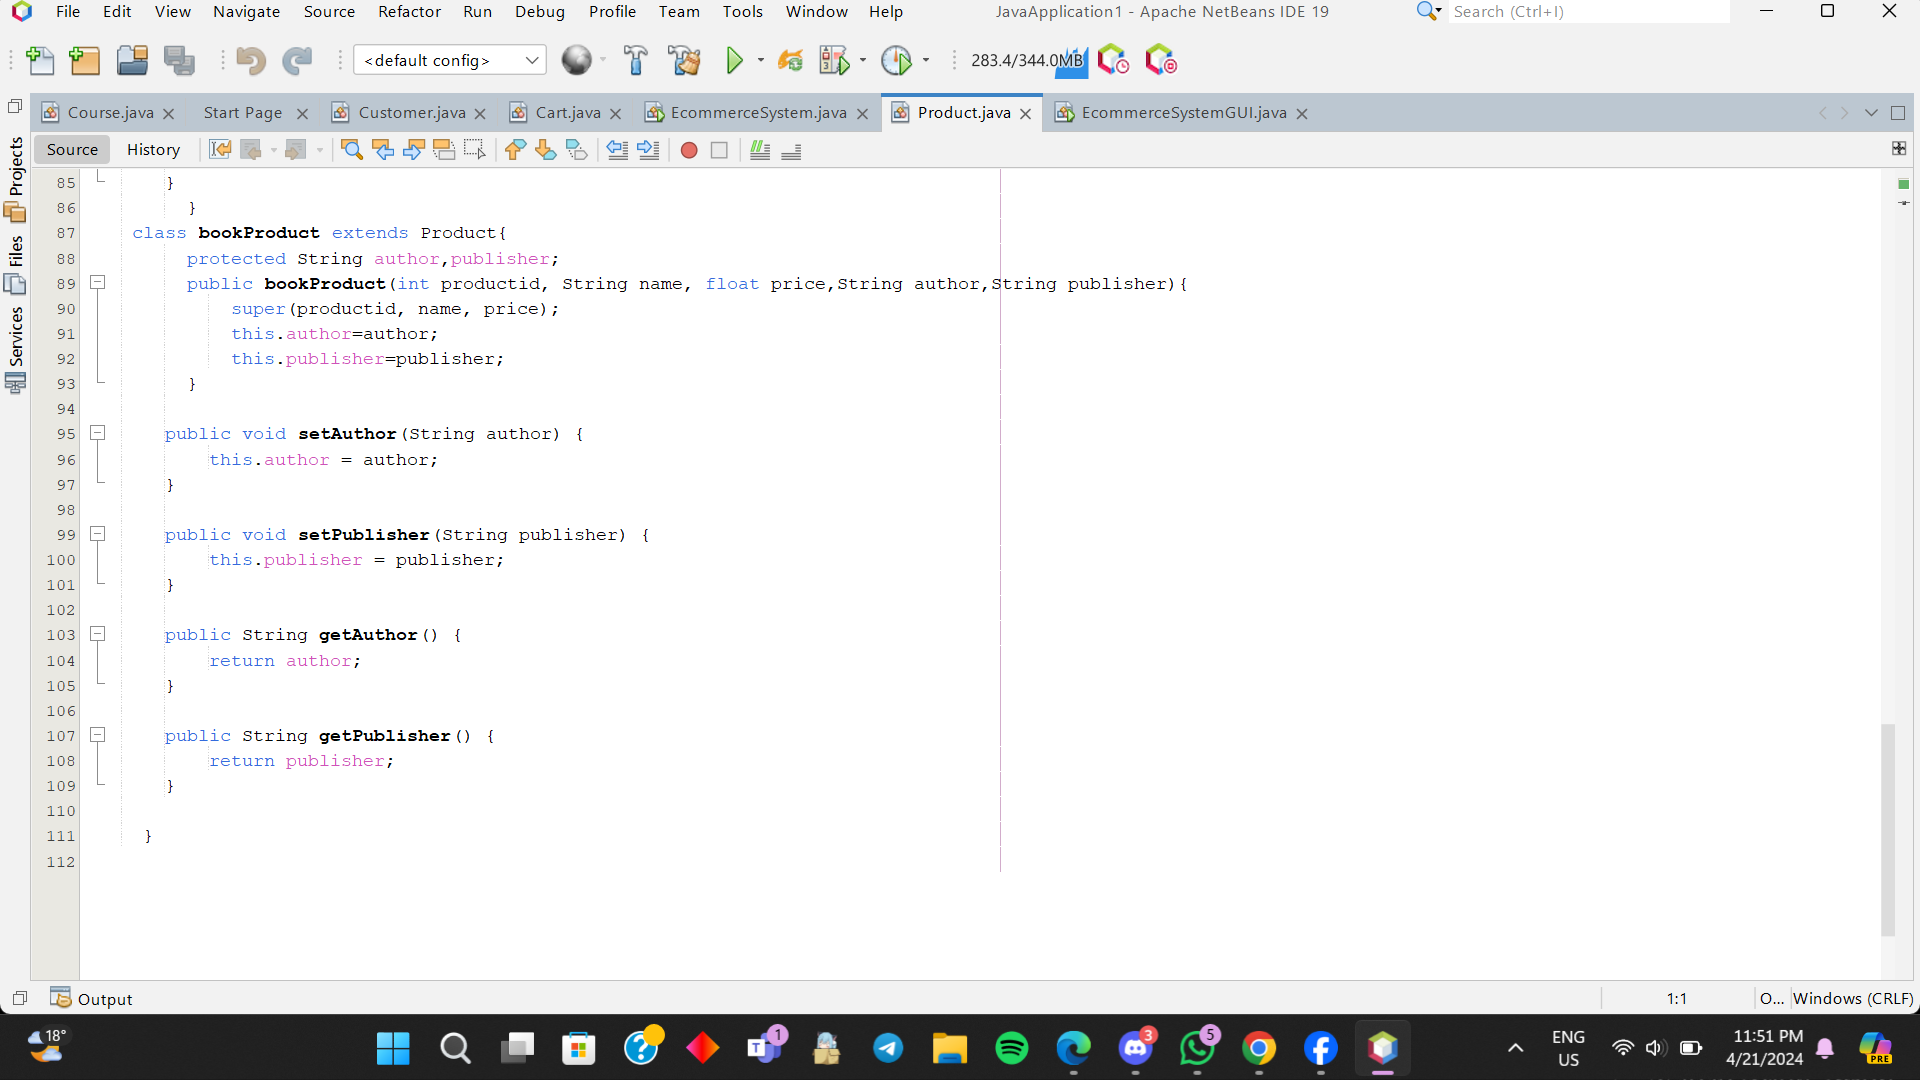 File Edit View Navigate Source Refactor Run Debug Profile Team Tools Window Help JavaApplication1 - Apache NetBeans IDE 19 Search (Ctrl+I)
<default config> 283.4/344.0MB
Course.java Start Page Customer.java Cart.java EcommerceSystem.java Product.java EcommerceSystemGUI.java
Source History
Projects
Files
Services
85 }
86 }
87 class bookProduct extends Product{
88 protected String author,publisher;
89 public bookProduct(int productid, String name, float price,String author,String publisher){
90 super(productid, name, price);
91 this.author=author;
92 this.publisher=publisher;
93 }
94
95 public void setAuthor(String author) {
96 this.author = author;
97 }
98
99 public void setPublisher(String publisher) {
100 this.publisher = publisher;
101 }
102
103 public String getAuthor() {
104 return author;
105 }
106
107 public String getPublisher() {
108 return publisher;
109 }
110
111 }
112
Output 1:1 O... Windows (CRLF)
18° 1 3 5 ENG 11:51 PM
US 4/21/2024 PRE